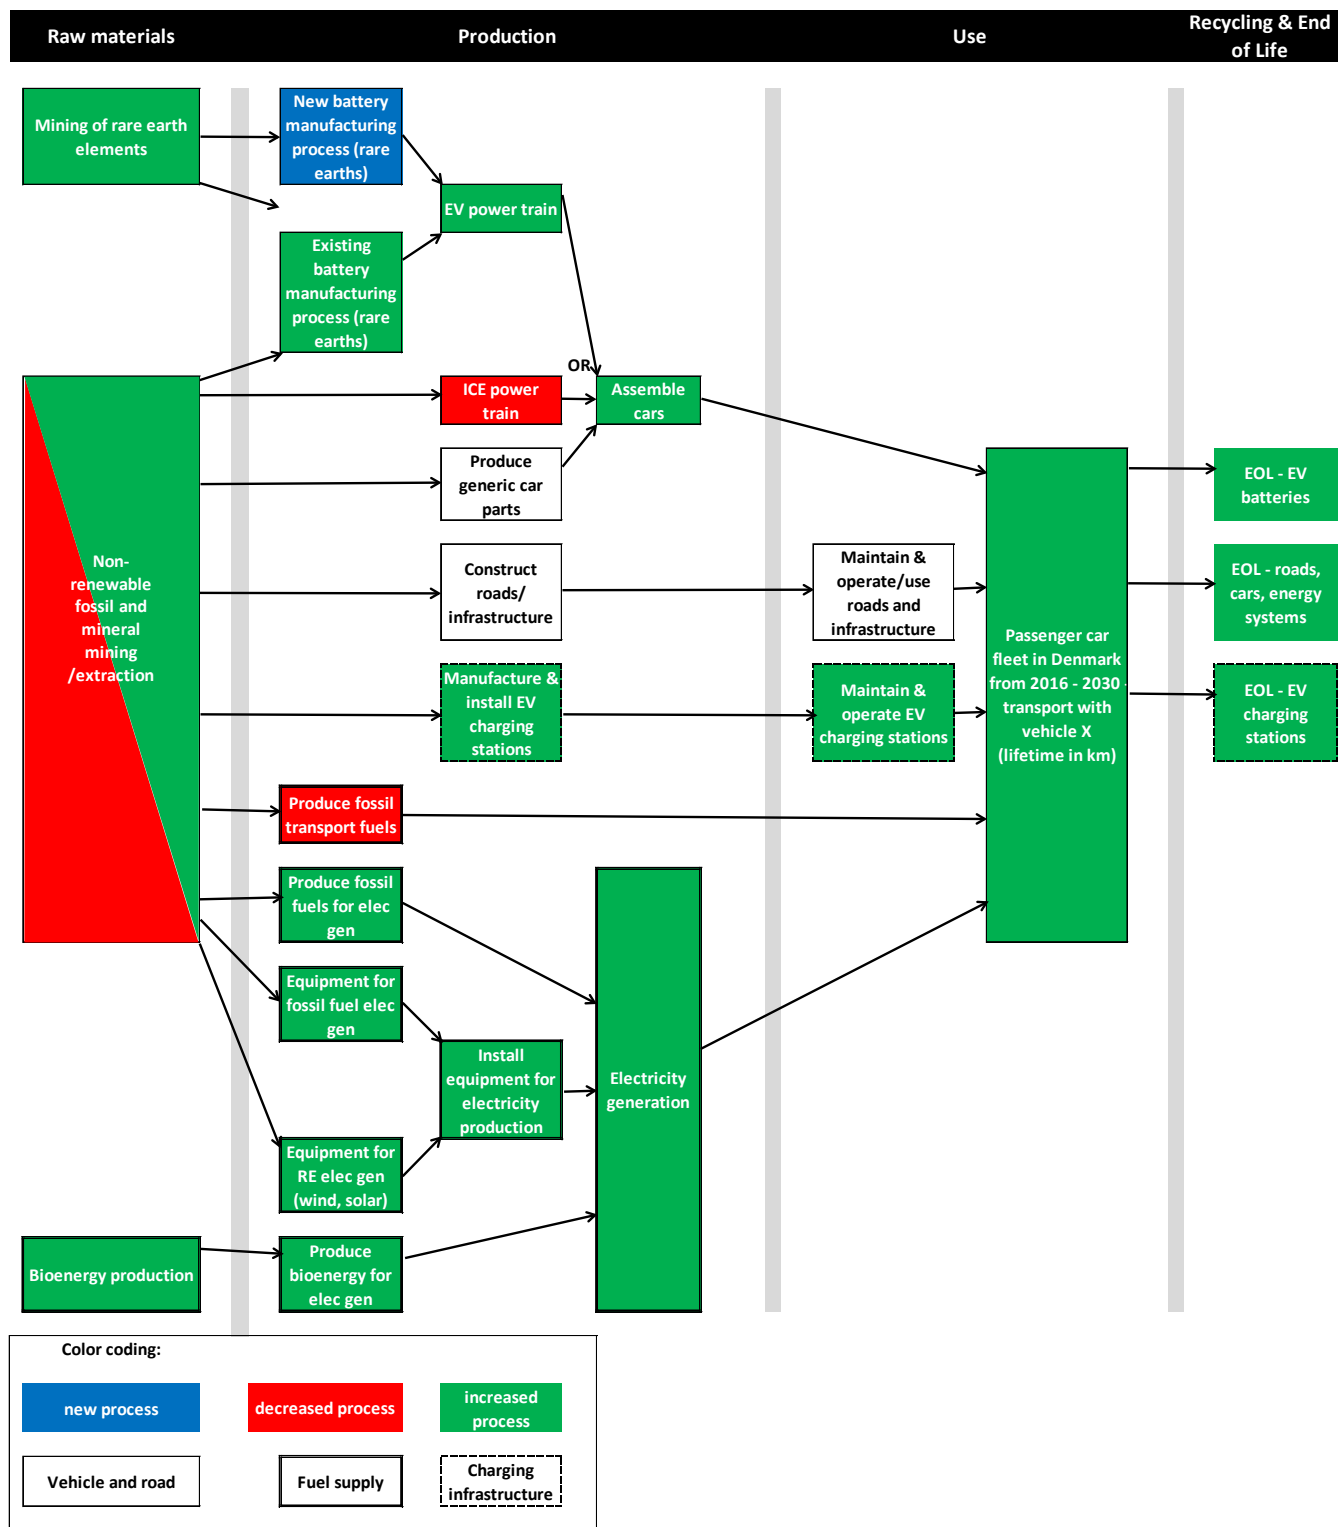 Raw materials
Production
Use
Recycling & End
of Life
Mining of rare earth
elements
New battery
manufacturing
process (rare
earths)
EV power train
Existing
battery
manufacturing
process (rare
earths)
OR
ICE power
train
Assemble
cars
Produce
generic car
parts
EOL - EV
batteries
Non-
renewable
fossil and
mineral
mining
/extraction
Construct
roads/
infrastructure
Maintain &
operate/use
roads and
infrastructure
Passenger car
fleet in Denmark
from 2016 - 2030 -
transport with
vehicle X
(lifetime in km)
EOL - roads,
cars, energy
systems
Manufacture &
install EV
charging
stations
Maintain &
operate EV
charging stations
EOL - EV
charging
stations
Produce fossil
transport fuels
Produce fossil
fuels for elec
gen
Equipment for
fossil fuel elec
gen
Install
equipment for
electricity
production
Electricity
generation
Equipment for
RE elec gen
(wind, solar)
Bioenergy production
Produce
bioenergy for
elec gen
Color coding:
new process
decreased process
increased
process
Vehicle and road
Fuel supply
Charging
infrastructure